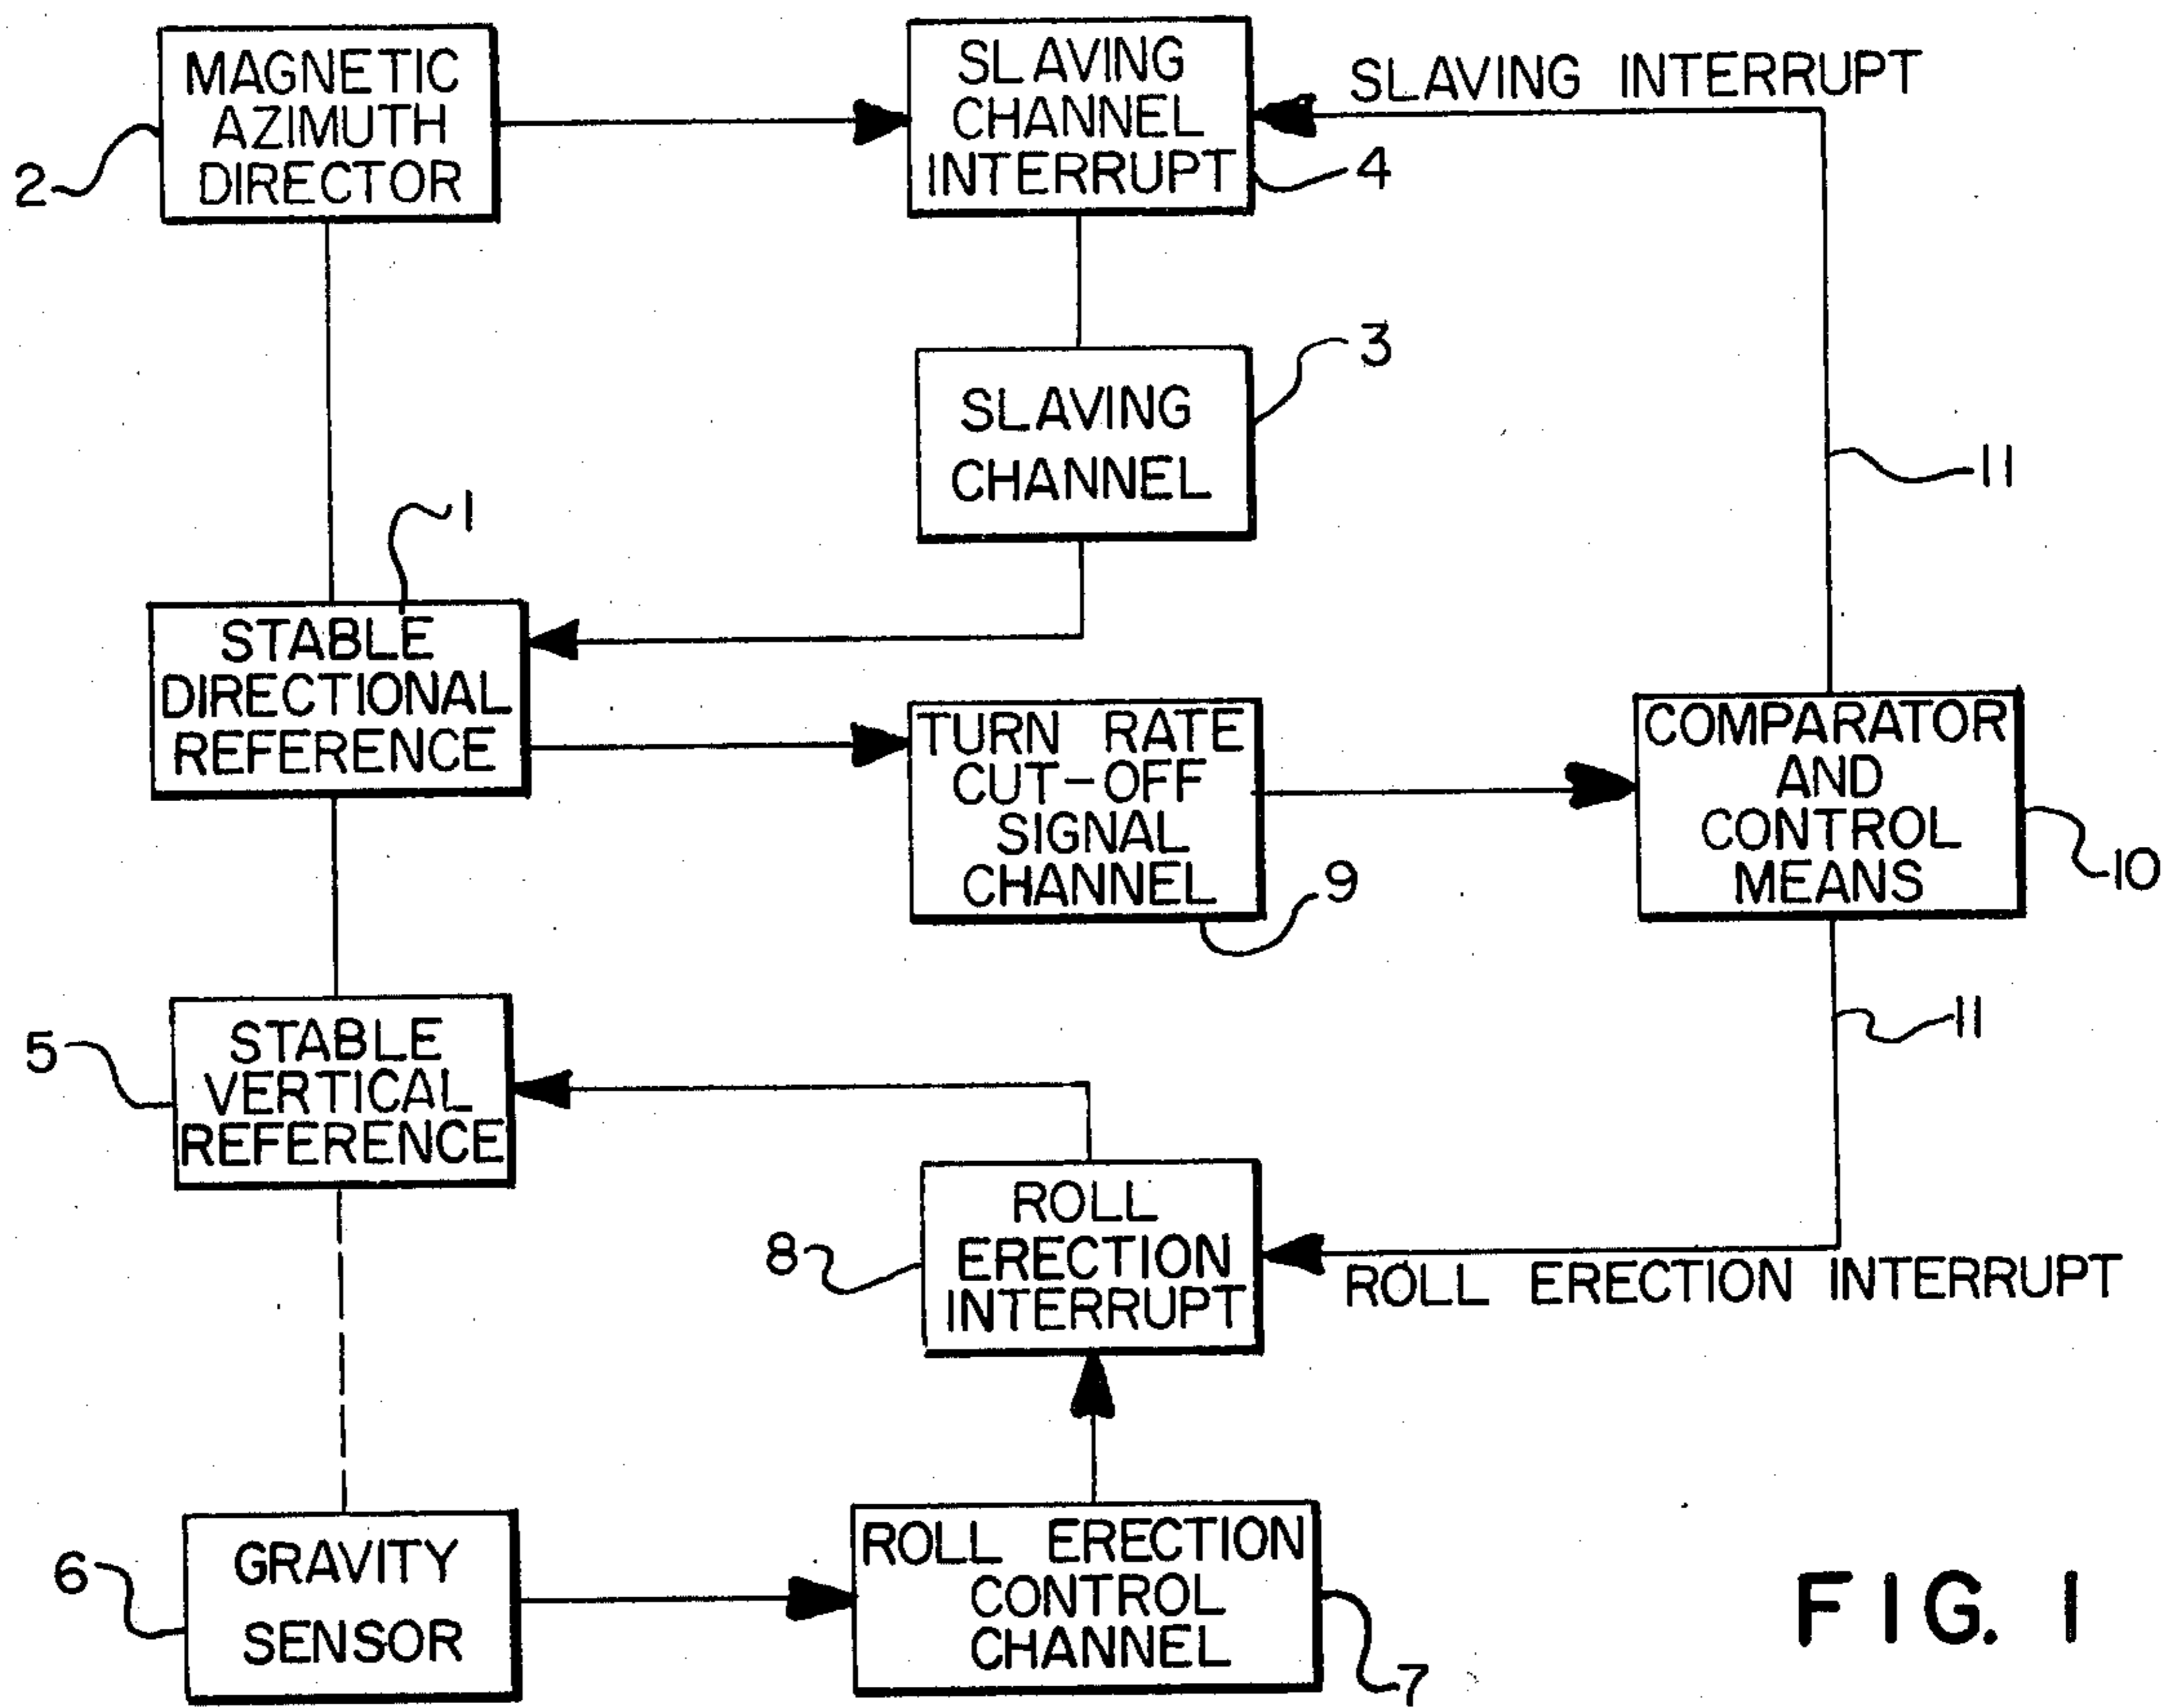 MAGNETIC
AZIMUTH
DIRECTOR
2
SLAVING
CHANNEL
INTERRUPT
4
SLAVING INTERRUPT
SLAVING
CHANNEL
3
11
1
STABLE
DIRECTIONAL
REFERENCE
TURN RATE
CUT-OFF
SIGNAL
CHANNEL
9
COMPARATOR
AND
CONTROL
MEANS
10
11
STABLE
VERTICAL
REFERENCE
5
ROLL
ERECTION
INTERRUPT
8
ROLL ERECTION INTERRUPT
GRAVITY
SENSOR
6
ROLL ERECTION
CONTROL
CHANNEL
7
FIG. 1